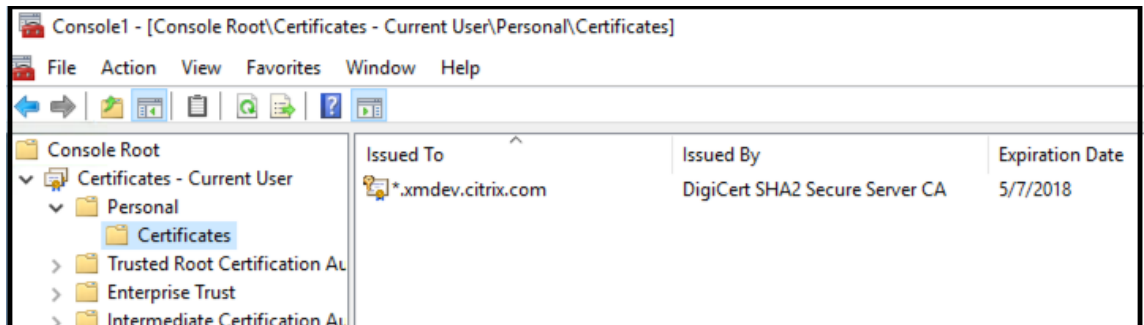 Console1 - [Console Root\Certificates - Current User\Personal\Certificates]
File Action View Favorites Window Help
Console Root
Certificates - Current User
Personal
Certificates
Trusted Root Certification Au
Enterprise Trust
Intermediate Certification Au
Issued To Issued By Expiration Date
*.xmdev.citrix.com DigiCert SHA2 Secure Server CA 5/7/2018